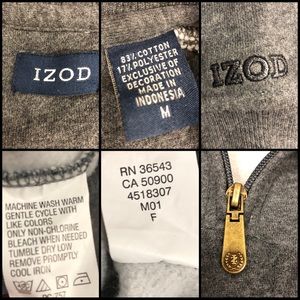 IZOD
83% COTTON
17% POLYESTER
EXCLUSIVE OF
DECORATION
MADE IN
INDONESIA
M
IZOD
MACHINE WASH WARM
GENTLE CYCLE WITH
LIKE COLORS
ONLY NON-CHLORINE
BLEACH WHEN NEEDED
TUMBLE DRY LOW
REMOVE PROMPTLY
COOL IRON
RN 36543
CA 50900
4518307
M01
F